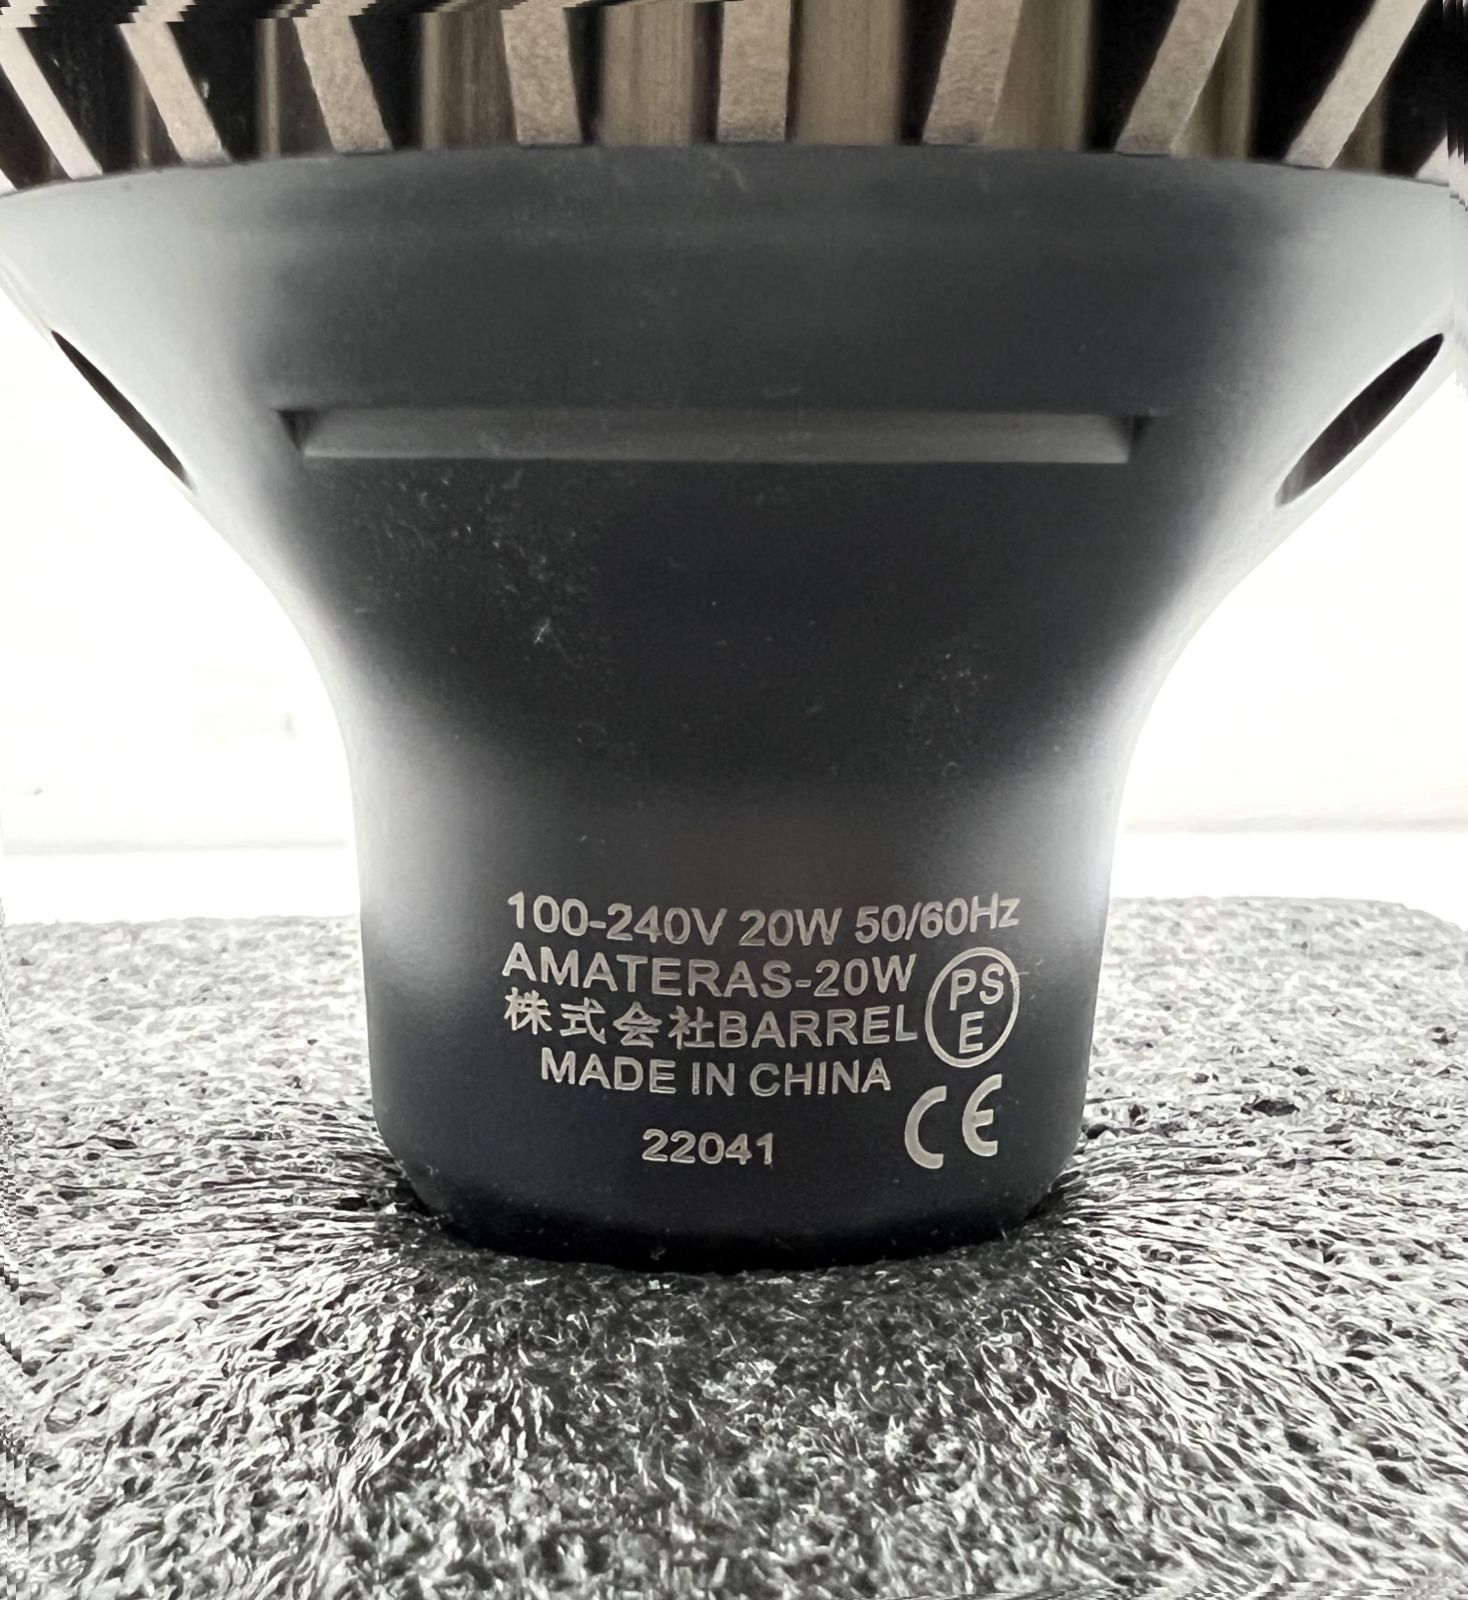 100-240V 20W 50/60Hz
AMATERAS-20W
株式会社BARREL
PS
E
MADE IN CHINA
CE
22041